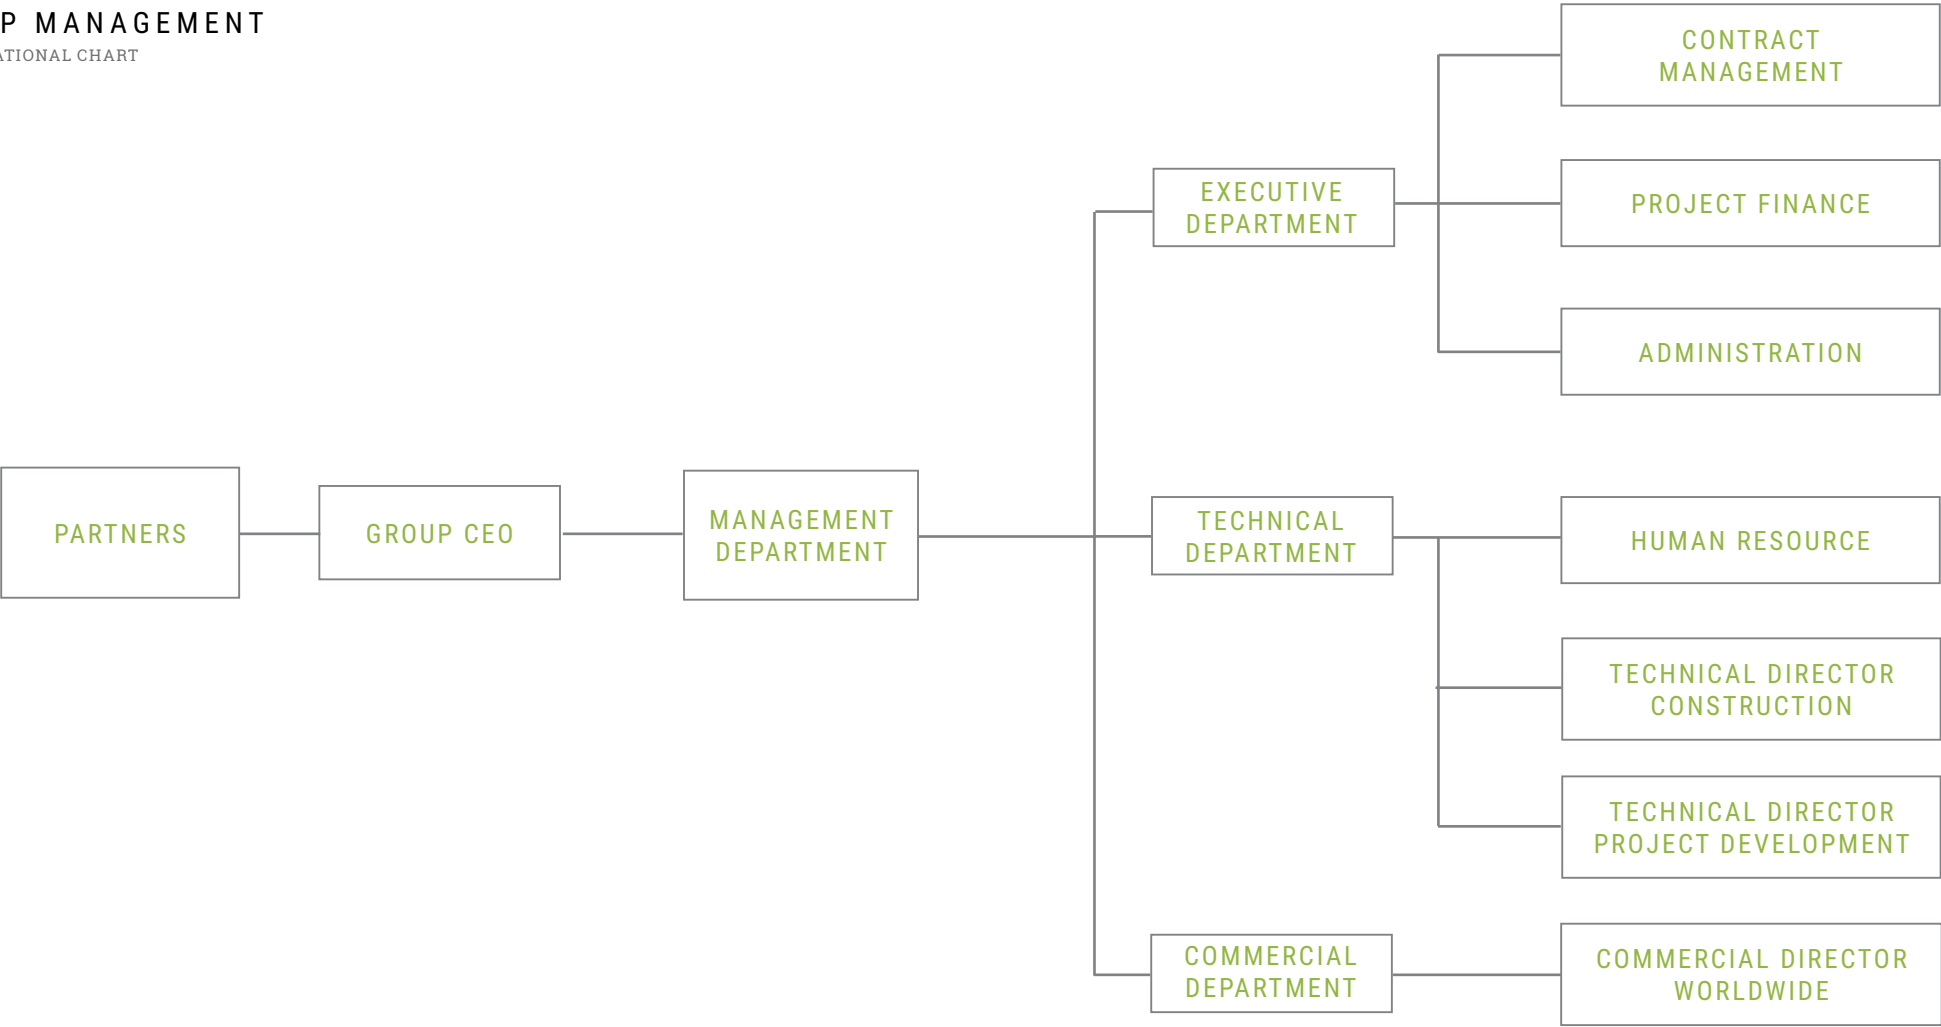 P MANAGEMENT
ATIONAL CHART
CONTRACT
MANAGEMENT
EXECUTIVE
DEPARTMENT
PROJECT FINANCE
ADMINISTRATION
PARTNERS
GROUP CEO
MANAGEMENT
DEPARTMENT
TECHNICAL
DEPARTMENT
HUMAN RESOURCE
TECHNICAL DIRECTOR
CONSTRUCTION
TECHNICAL DIRECTOR
PROJECT DEVELOPMENT
COMMERCIAL
DEPARTMENT
COMMERCIAL DIRECTOR
WORLDWIDE